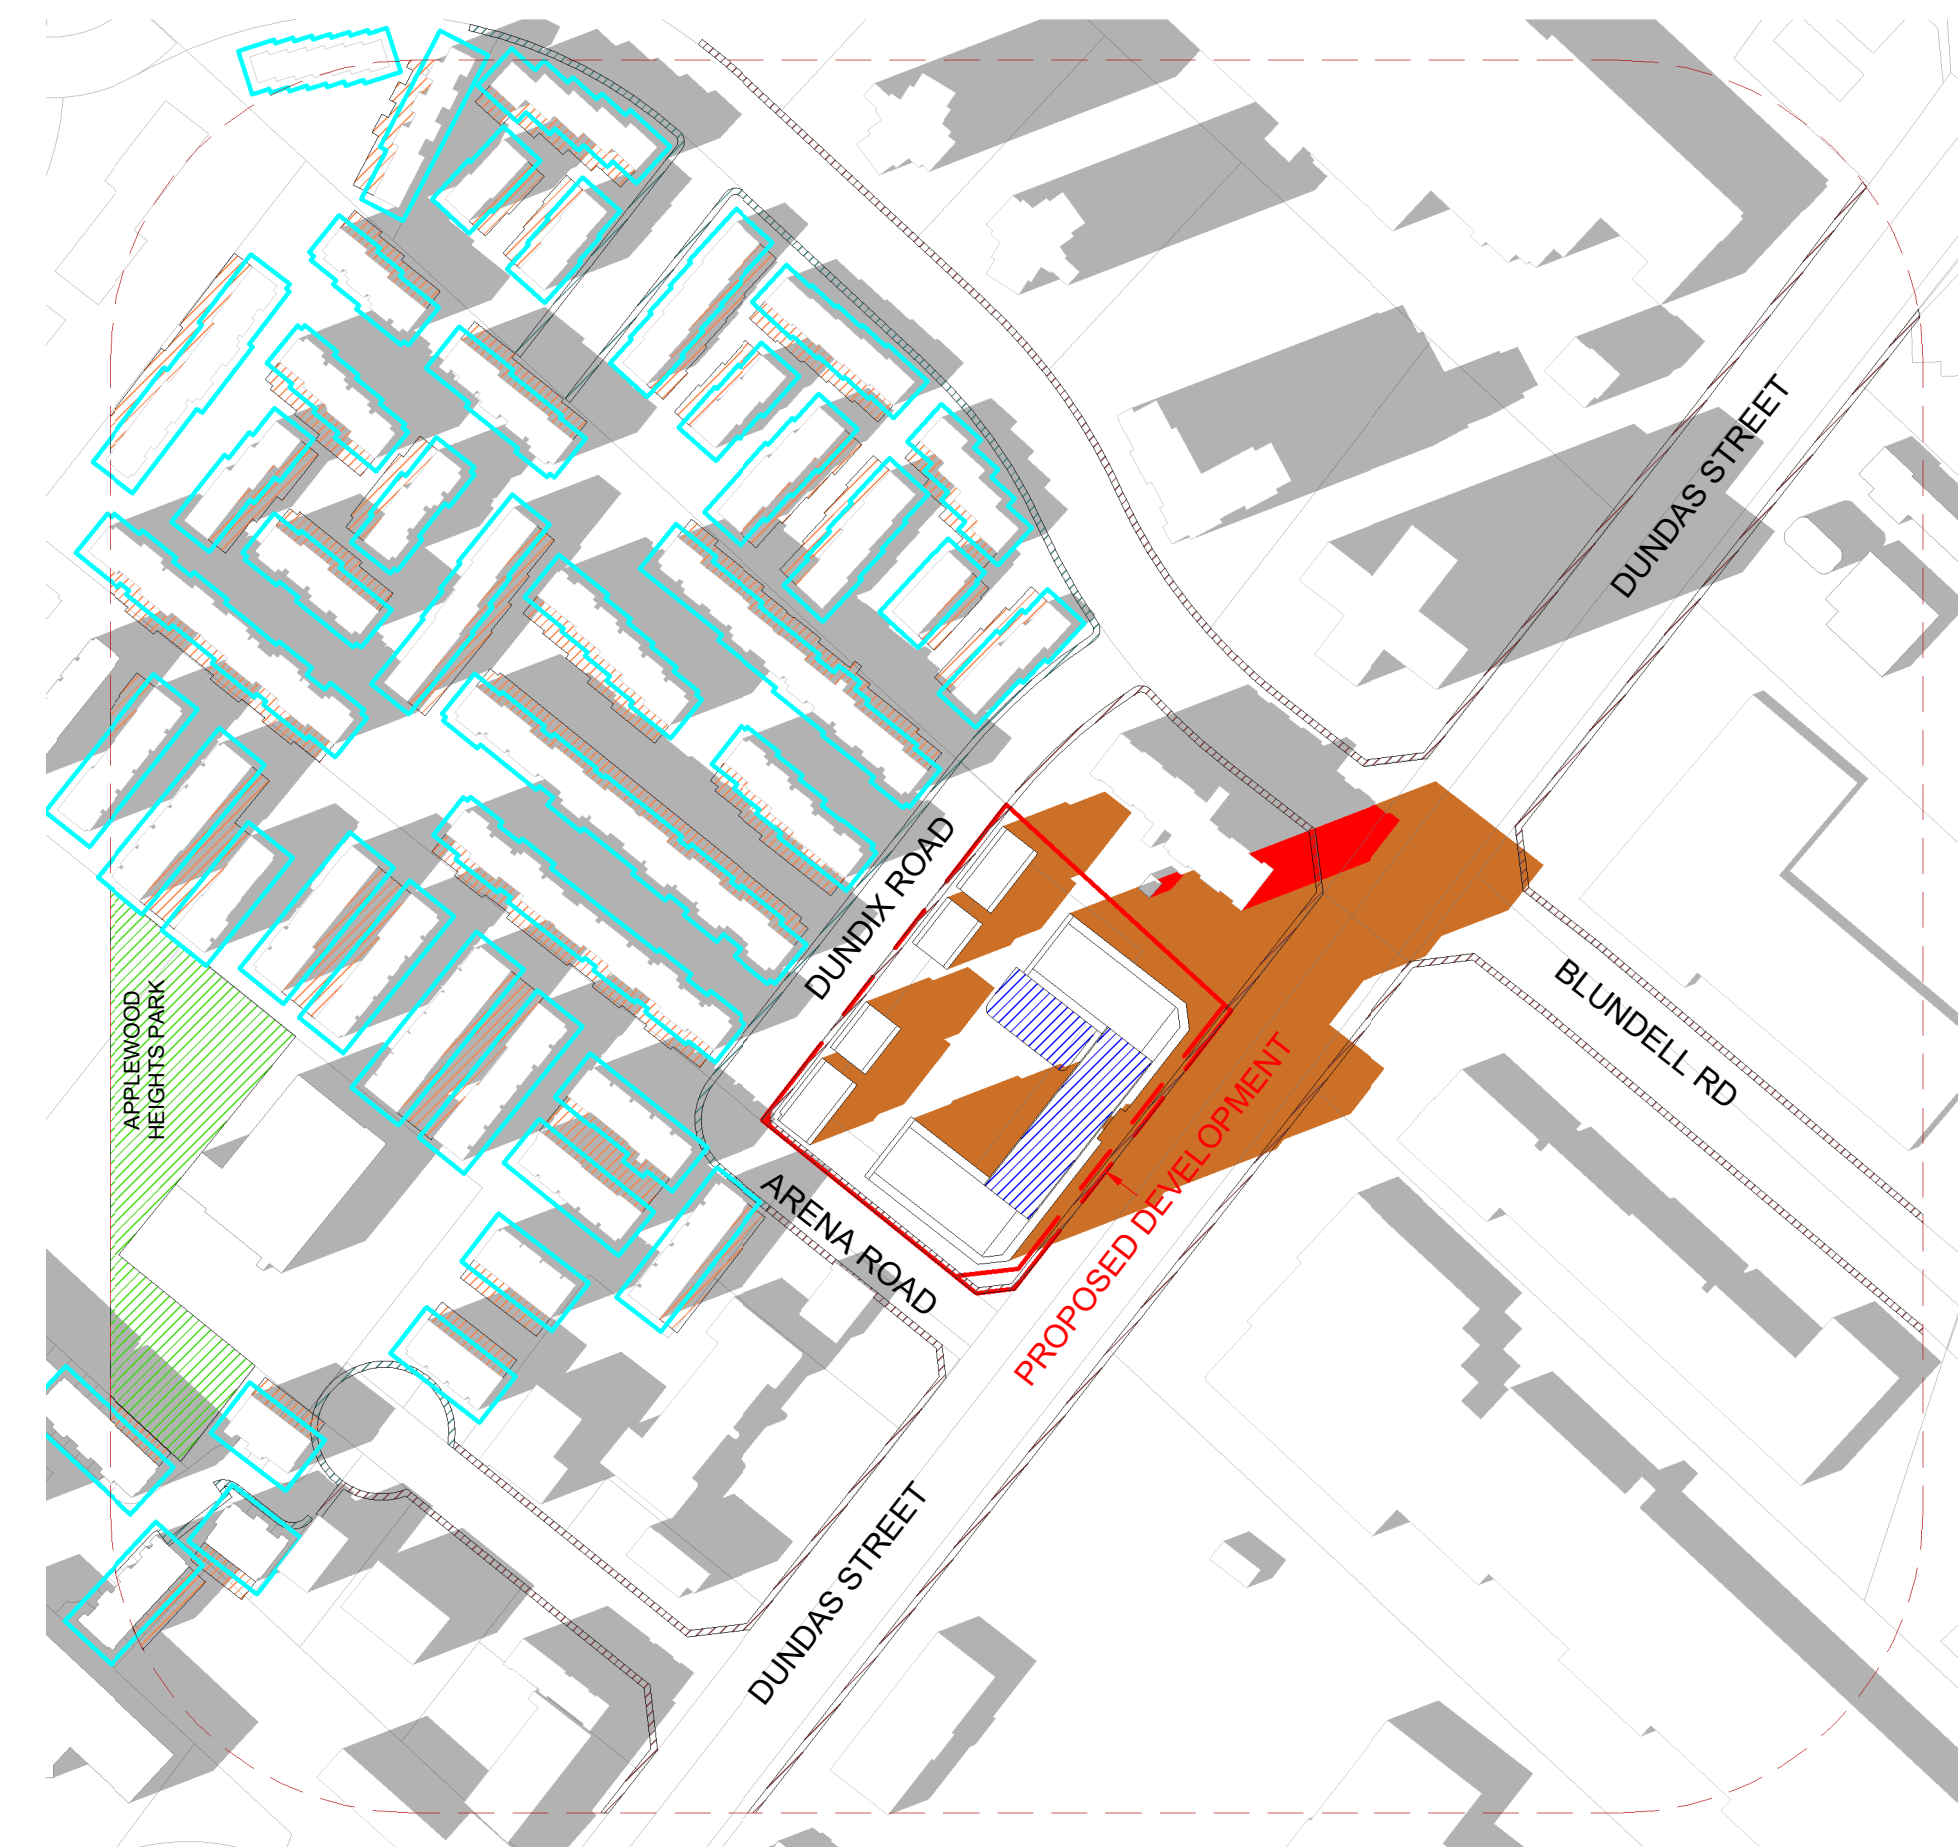 DUNDAS STREET
DUNDIX ROAD
BLUNDELL RD
APPLEWOOD
HEIGHTS PARK
PROPOSED DEVELOPMENT
ARENA ROAD
DUNDAS STREET